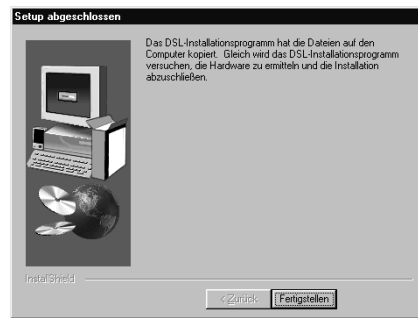 Setup abgeschlossen
Das DSL-Installationsprogramm hat die Dateien auf den
Computer kopiert. Gleich wird das DSL-Installationsprogramm
versuchen, die Hardware zu ermitteln und die Installation
abzuschließen.
InstallShield
< Zurück
Fertigstellen